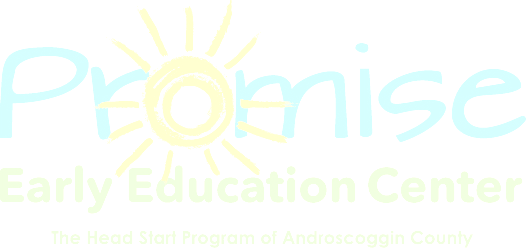 Promise
Early Education Center
The Head Start Program of Androscoggin County